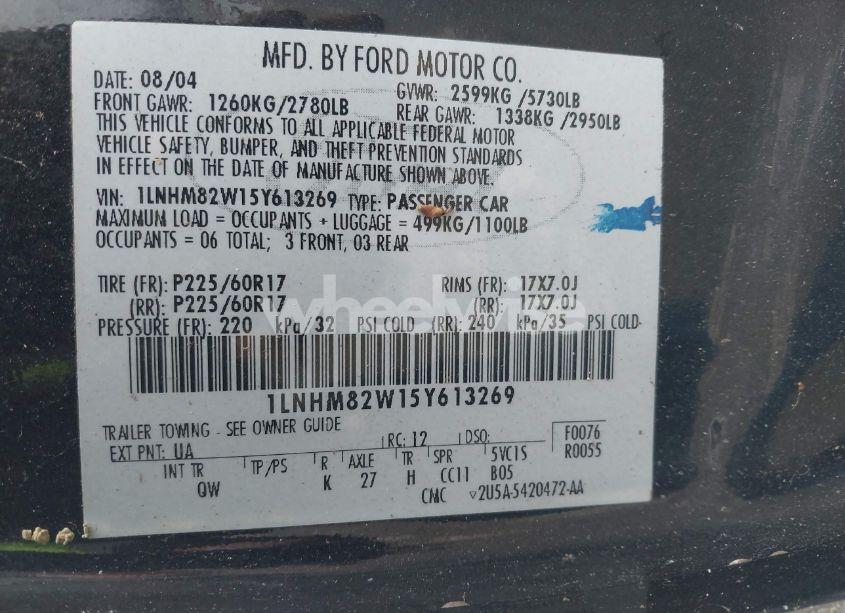 MFD. BY FORD MOTOR CO.
DATE: 08/04 GVWR: 2599KG/5730LB
FRONT GAWR: 1260KG/2780LB REAR GAWR: 1338KG/2950LB
THIS VEHICLE CONFORMS TO ALL APPLICABLE FEDERAL MOTOR
VEHICLE SAFETY, BUMPER, AND THEFT PREVENTION STANDARDS
IN EFFECT ON THE DATE OF MANUFACTURE SHOWN ABOVE.
VIN: 1LNHM82W15Y613269 TYPE: PASSENGER CAR
MAXIMUM LOAD = OCCUPANTS + LUGGAGE = 499KG/1100LB
OCCUPANTS = 06 TOTAL; 3 FRONT, 03 REAR
TIRE (FR): P225/60R17 RIMS (FR): 17X7.0J
(RR): P225/60R17 (RR): 17X7.0J
PRESSURE (FR): 220 kPa/32 PSI COLD (RR): 240 kPa/35 PSI COLD
1LNHM82W15Y613269
TRAILER TOWING - SEE OWNER GUIDE
EXT PNT: UA RC: 12 DSO: F0076
R0055
INT TR TP/PS R AXLE TR SPR 5VC1S
QW K 27 H CC11 B05
CMC 2U5A-5420472-AA